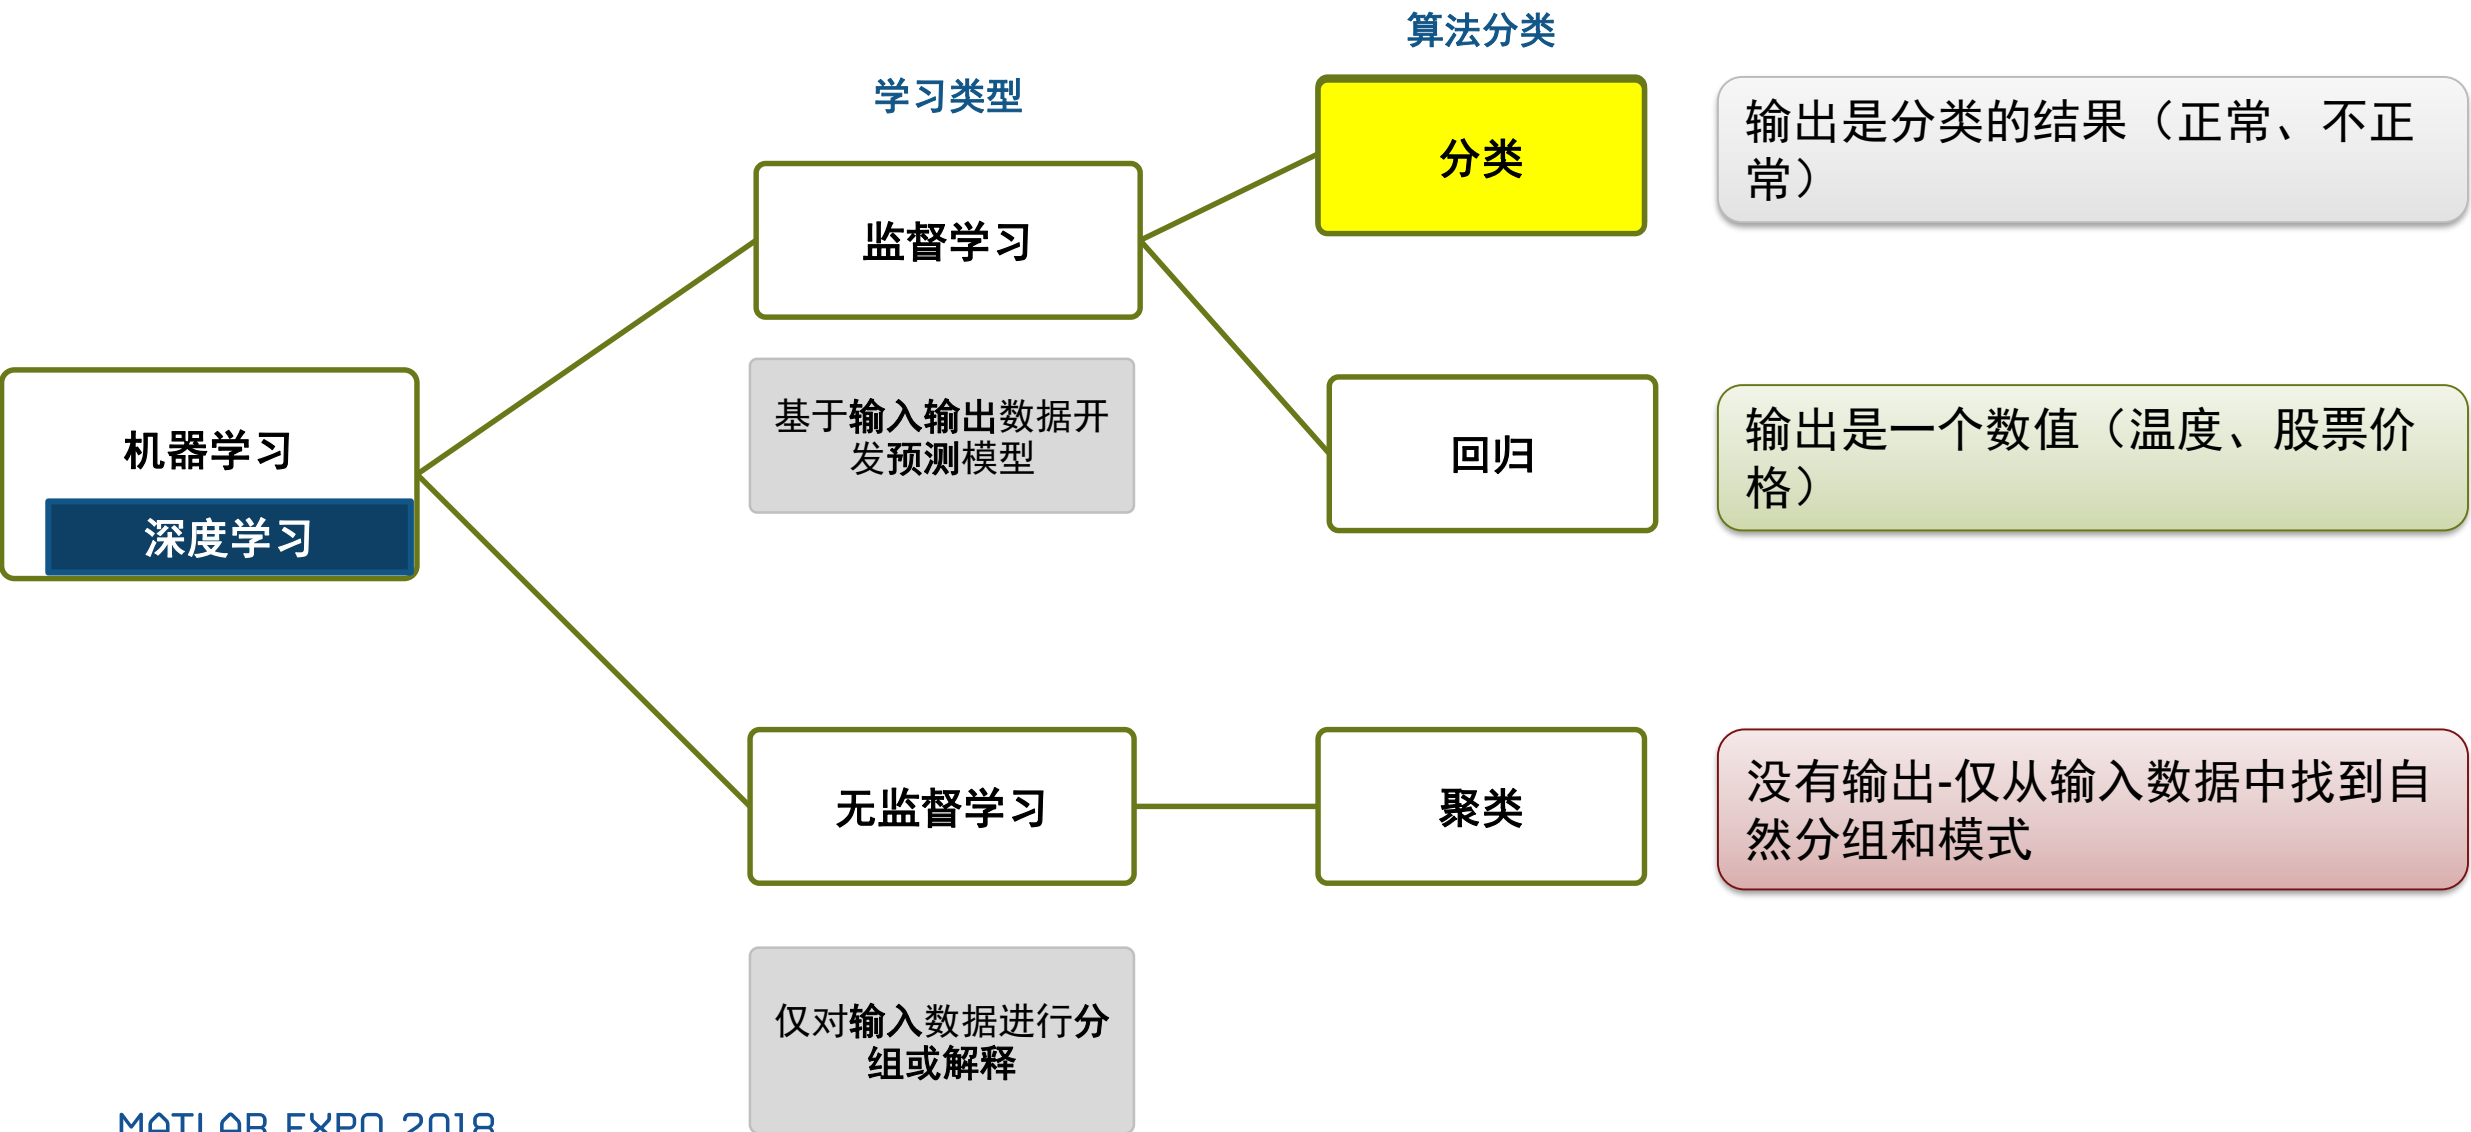 算法分类
学习类型
分类
输出是分类的结果（正常、不正
常）
监督学习
基于输入输出数据开
发预测模型
回归
输出是一个数值（温度、股票价
格）
机器学习
深度学习
无监督学习
聚类
没有输出-仅从输入数据中找到自
然分组和模式
仅对输入数据进行分
组或解释
MATLAB EXPO 2018